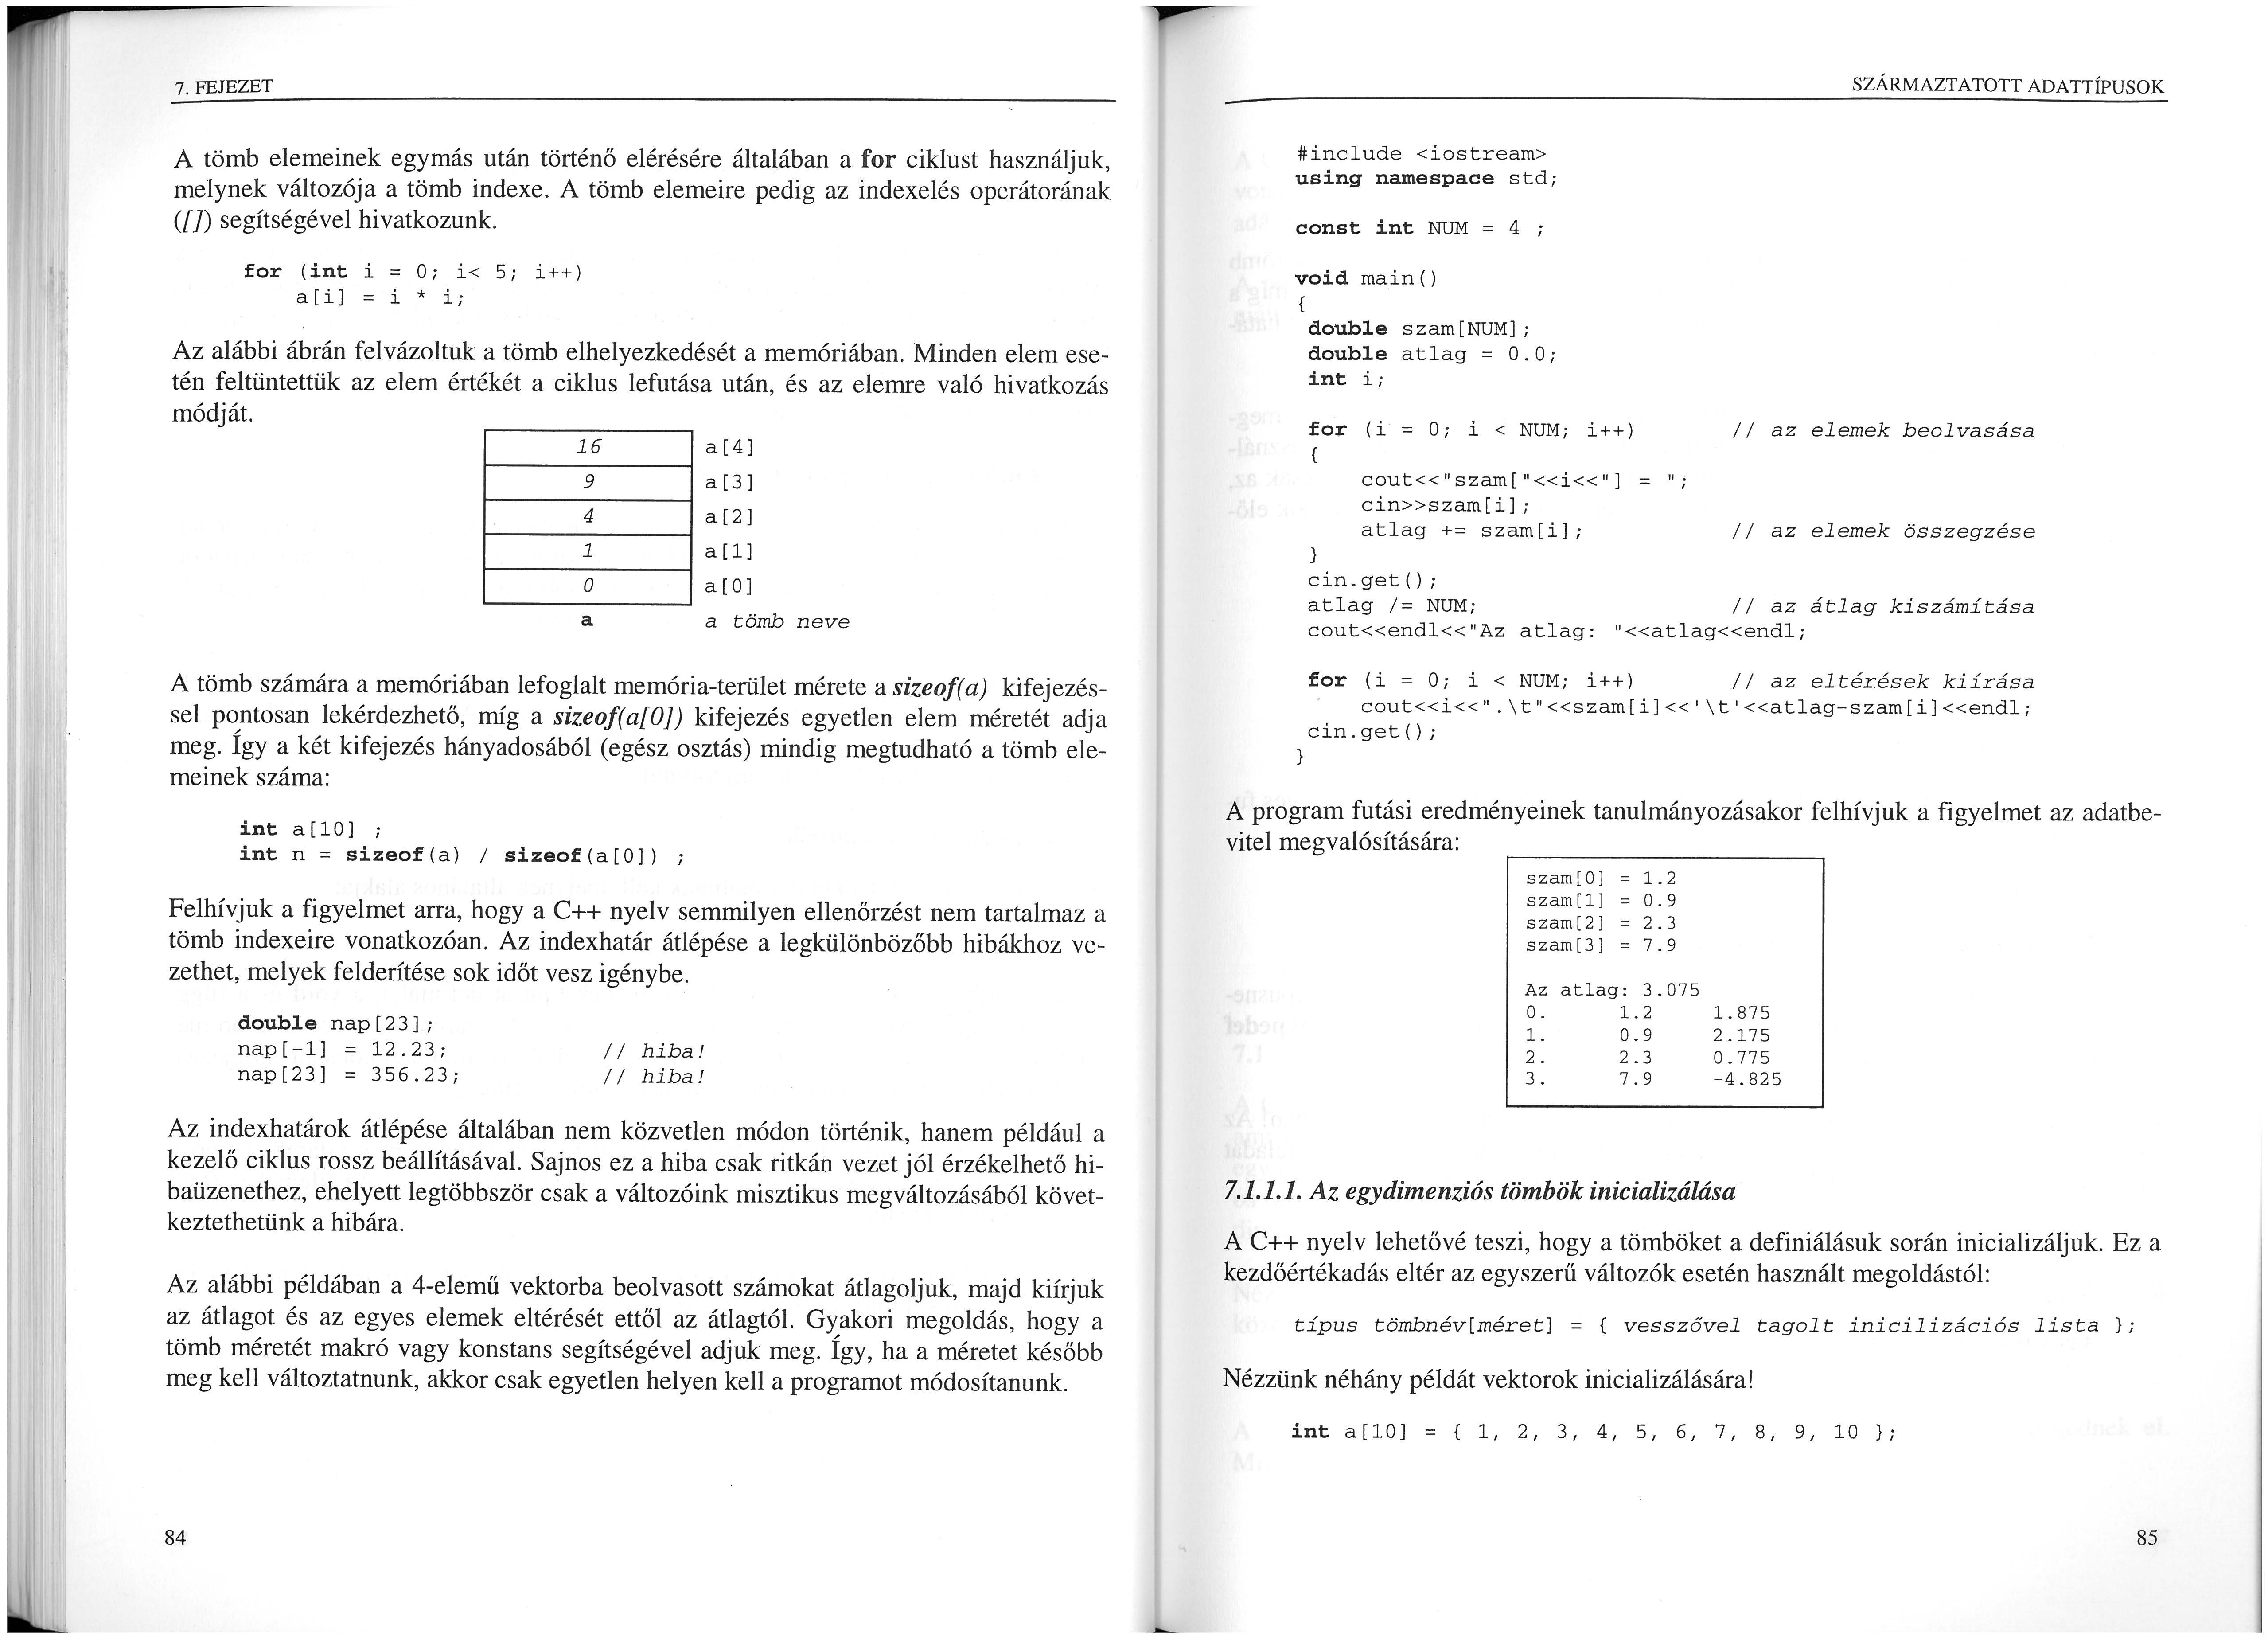 7. FEJEZET
A tömb elemeinek egymás után történő elérésére általában a for ciklust használjuk,
melynek változója a tömb indexe. A tömb elemeire pedig az indexelés operátorának
([]) segítségével hivatkozunk.
for (int i = 0; i< 5; i++)
a[i] = i * i;
Az alábbi ábrán felvázoltuk a tömb elhelyezkedését a memóriában. Minden elem ese-
tén feltüntettük az elem értékét a ciklus lefutása után, és az elemre való hivatkozás
módját.
16 a[4]
9 a[3]
4 a[2]
1 a[1]
0 a[0]
a a tömb neve
A tömb számára a memóriában lefoglalt memória-terület mérete a sizeof(a) kifejezés-
sel pontosan lekérdezhető, míg a sizeof(a[0]) kifejezés egyetlen elem méretét adja
meg. Így a két kifejezés hányadosából (egész osztás) mindig megtudható a tömb ele-
meinek száma:
int a[10] ;
int n = sizeof(a) / sizeof(a[0]) ;
Felhívjuk a figyelmet arra, hogy a C++ nyelv semmilyen ellenőrzést nem tartalmaz a
tömb indexeire vonatkozóan. Az indexhatár átlépése a legkülönbözőbb hibákhoz ve-
zethet, melyek felderítése sok időt vesz igénybe.
double nap[23];
nap[-1] = 12.23; // hiba!
nap[23] = 356.23; // hiba!
Az indexhatárok átlépése általában nem közvetlen módon történik, hanem például a
kezelő ciklus rossz beállításával. Sajnos ez a hiba csak ritkán vezet jól érzékelhető hi-
baüzenethez, ehelyett legtöbbször csak a változóink misztikus megváltozásából követ-
keztethetünk a hibára.
Az alábbi példában a 4-elemű vektorba beolvasott számokat átlagoljuk, majd kiírjuk
az átlagot és az egyes elemek eltérését ettől az átlagtól. Gyakori megoldás, hogy a
tömb méretét makró vagy konstans segítségével adjuk meg. Így, ha a méretet később
meg kell változtatnunk, akkor csak egyetlen helyen kell a programot módosítanunk.
84
SZÁRMAZTATOTT ADATTÍPUSOK
#include <iostream>
using namespace std;
const int NUM = 4 ;
void main()
{
double szam[NUM];
double atlag = 0.0;
int i;
for (i = 0; i < NUM; i++) // az elemek beolvasása
{
cout<<"szam["<<i<<"] = ";
cin>>szam[i];
atlag += szam[i]; // az elemek összegzése
}
cin.get();
atlag /= NUM; // az átlag kiszámítása
cout<<endl<<"Az atlag: "<<atlag<<endl;
for (i = 0; i < NUM; i++) // az eltérések kiírása
cout<<i<<".\t"<<szam[i]<<'\t'<<atlag-szam[i]<<endl;
cin.get();
}
A program futási eredményeinek tanulmányozásakor felhívjuk a figyelmet az adatbe-
vitel megvalósítására:
szam[0] = 1.2
szam[1] = 0.9
szam[2] = 2.3
szam[3] = 7.9
Az atlag: 3.075
0. 1.2 1.875
1. 0.9 2.175
2. 2.3 0.775
3. 7.9 -4.825
7.1.1.1. Az egydimenziós tömbök inicializálása
A C++ nyelv lehetővé teszi, hogy a tömböket a definiálásuk során inicializáljuk. Ez a
kezdőértékadás eltér az egyszerű változók esetén használt megoldástól:
típus tömbnév[méret] = { vesszővel tagolt inicilizációs lista };
Nézzünk néhány példát vektorok inicializálására!
int a[10] = { 1, 2, 3, 4, 5, 6, 7, 8, 9, 10 };
85